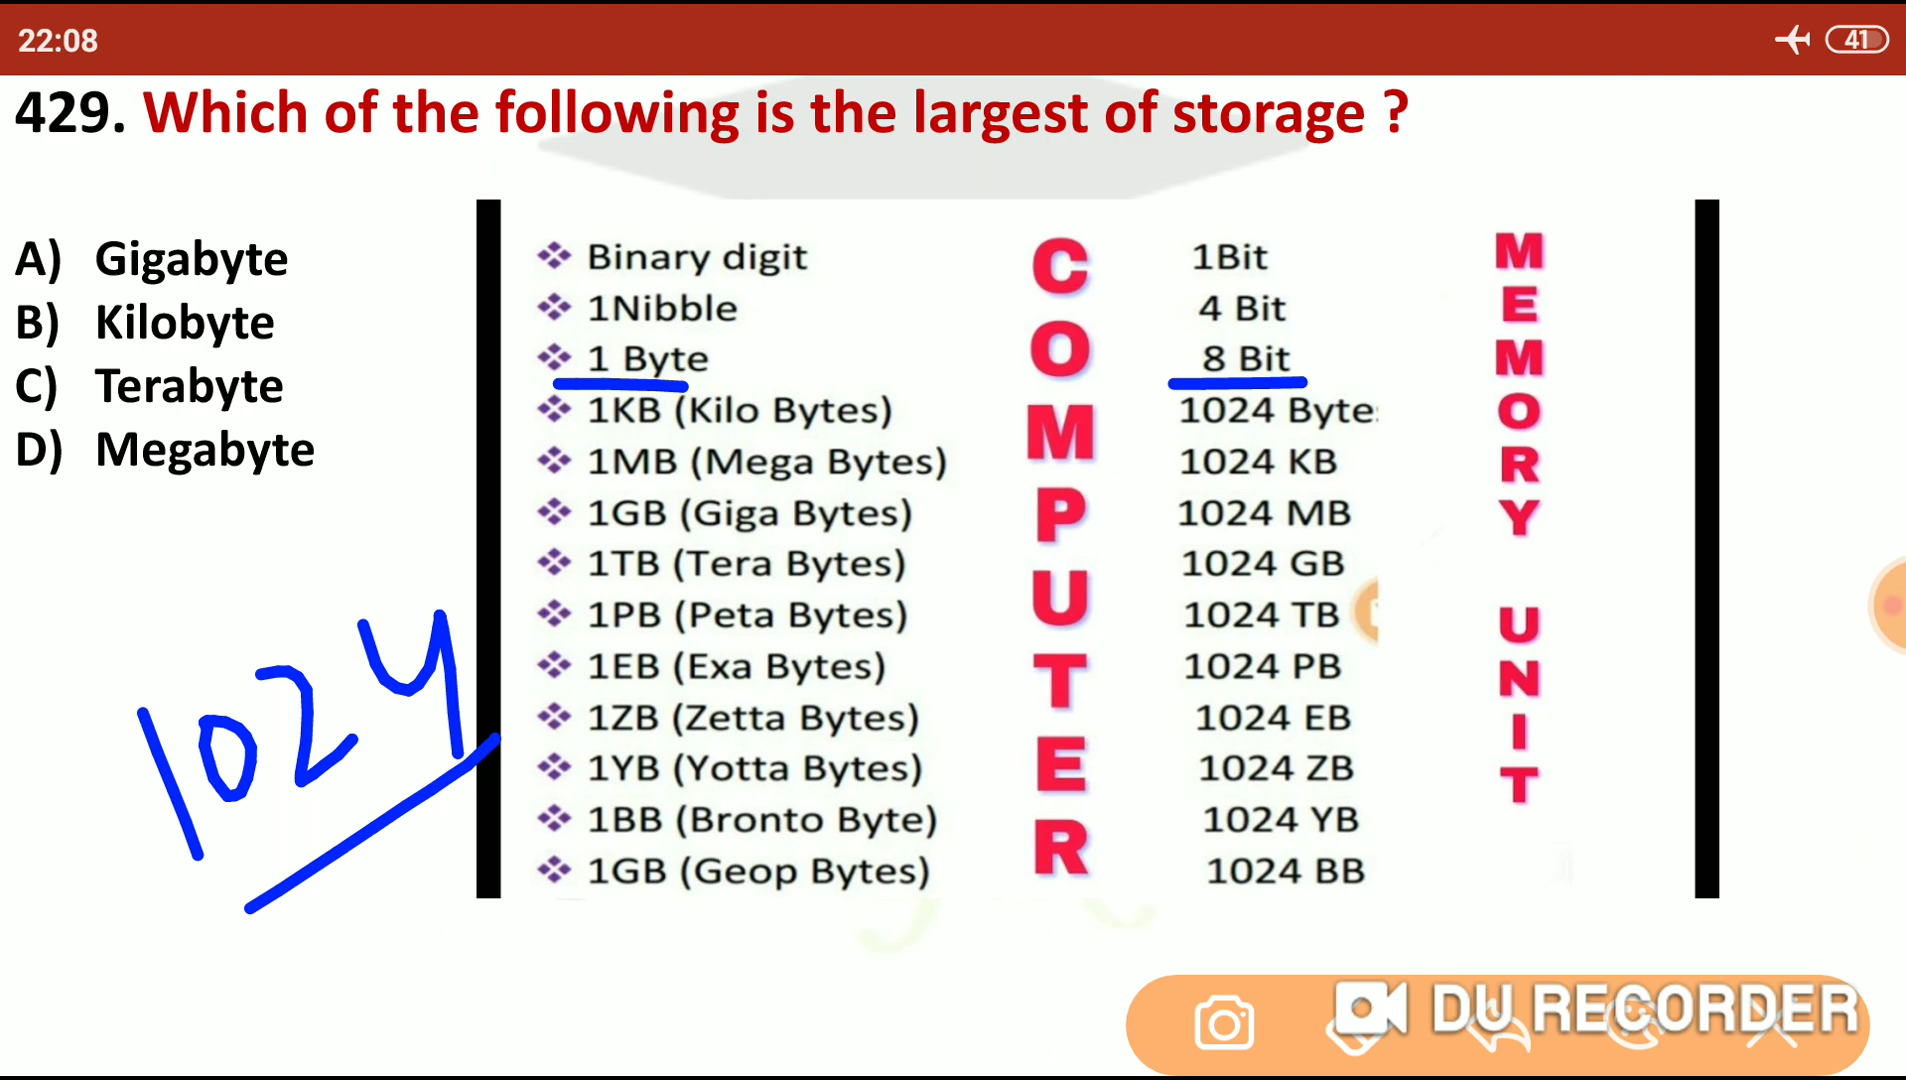 22:08
41
429. Which of the following is the largest of storage ?
A) Gigabyte
B) Kilobyte
C) Terabyte
D) Megabyte
1024
Binary digit 1Bit
1Nibble 4 Bit
1 Byte 8 Bit
1KB (Kilo Bytes) 1024 Byte
1MB (Mega Bytes) 1024 KB
1GB (Giga Bytes) 1024 MB
1TB (Tera Bytes) 1024 GB
1PB (Peta Bytes) 1024 TB
1EB (Exa Bytes) 1024 PB
1ZB (Zetta Bytes) 1024 EB
1YB (Yotta Bytes) 1024 ZB
1BB (Bronto Byte) 1024 YB
1GB (Geop Bytes) 1024 BB
COMPUTER
MEMORY UNIT
DU RECORDER